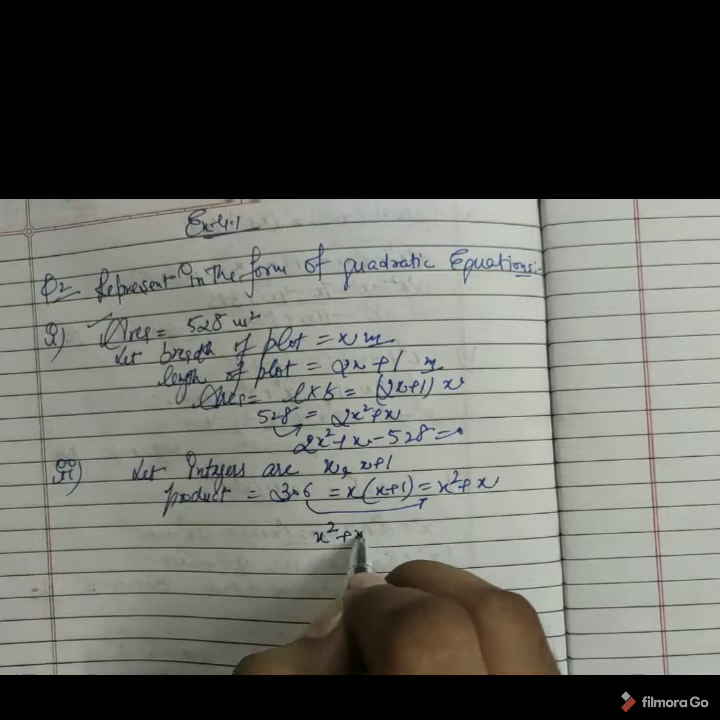 Ex-4.1
Q2 Represent in the form of quadratic Equations:-
i) Area = 528 m²
Let breadth of plot = x m
length of plot = 2x+1 m
Area = l×b = (2x+1) x
528 = 2x²+x
2x²+x-528=0
ii) Let Integers are x, x+1
product = 306 = x(x+1) = x²+x
x²+x
filmora Go